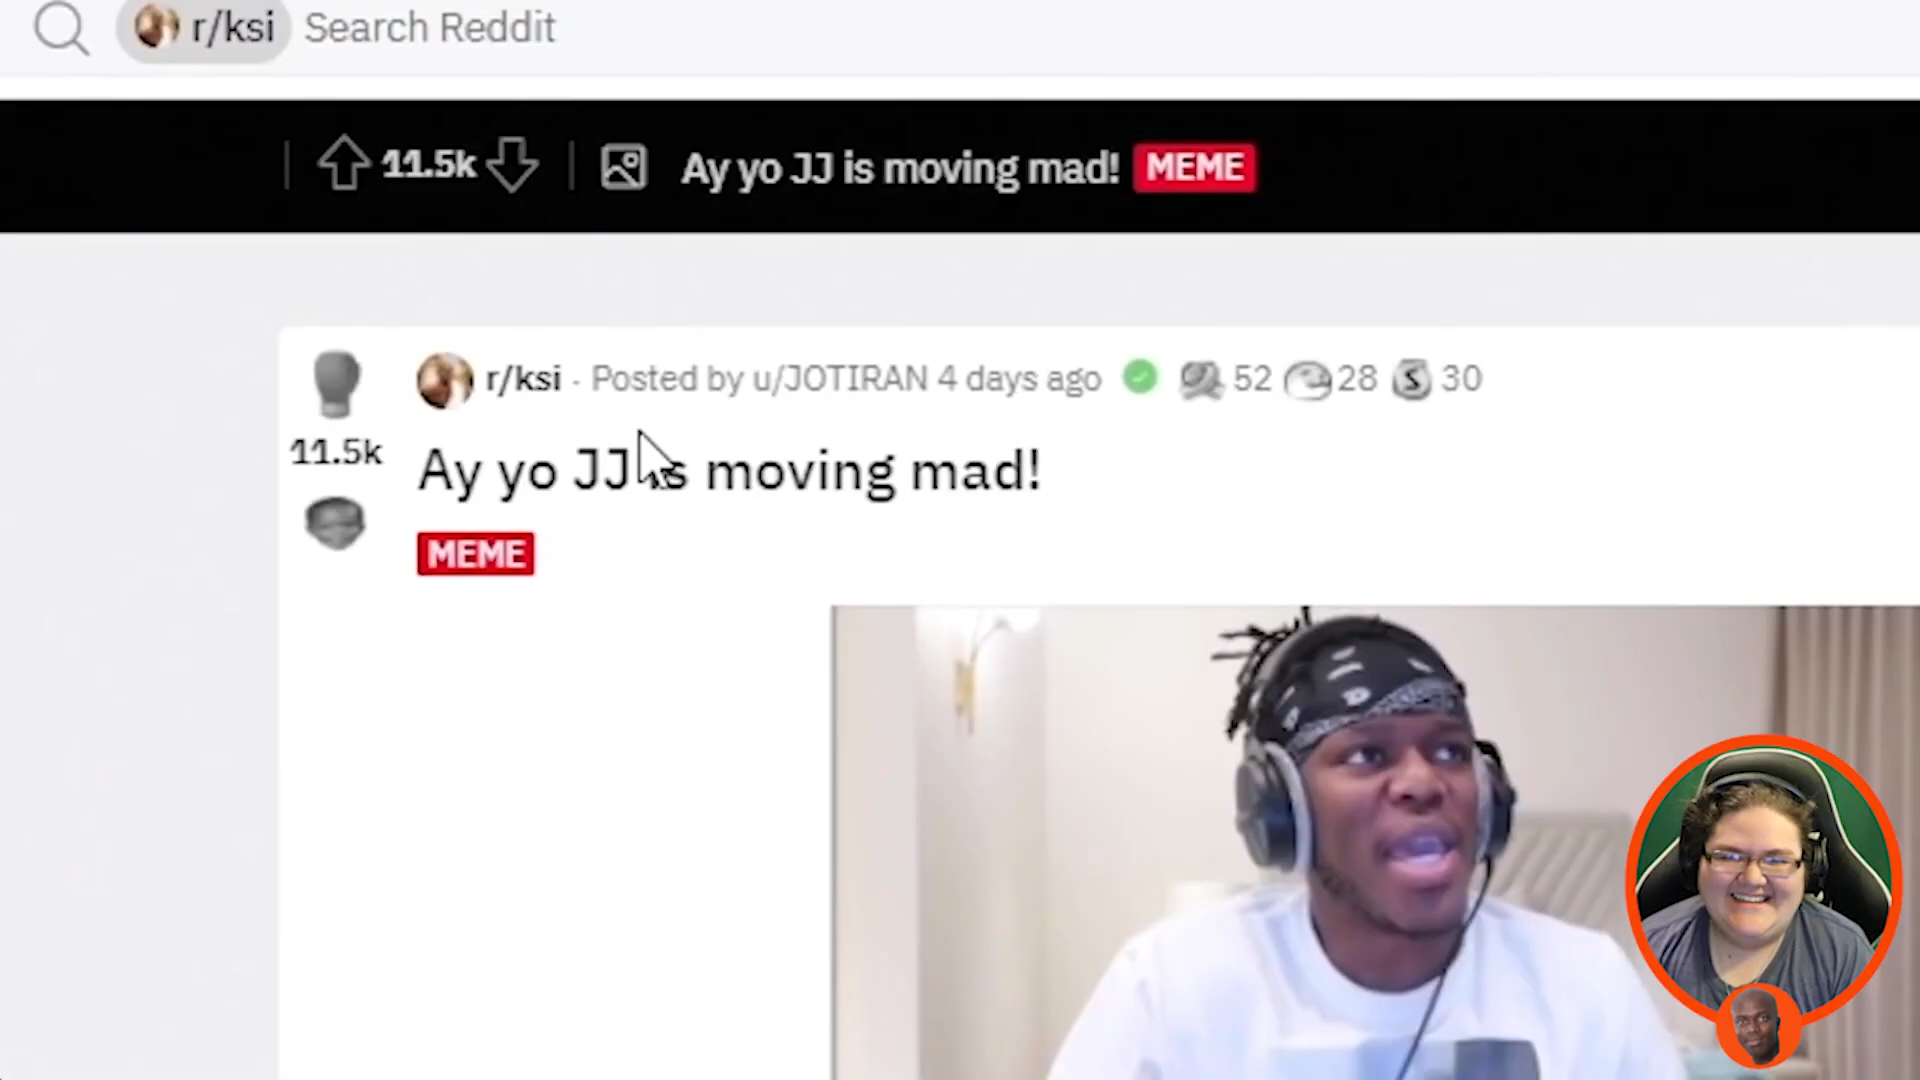 r/ksi Search Reddit
11.5k Ay yo JJ is moving mad! MEME
r/ksi · Posted by u/JOTIRAN 4 days ago 52 28 30
11.5k
Ay yo JJ is moving mad!
MEME